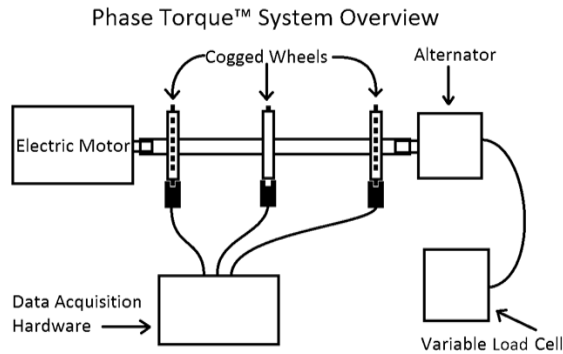 Phase Torque™ System Overview
Cogged Wheels
Alternator
Electric Motor
Data Acquisition
Hardware
Variable Load Cell